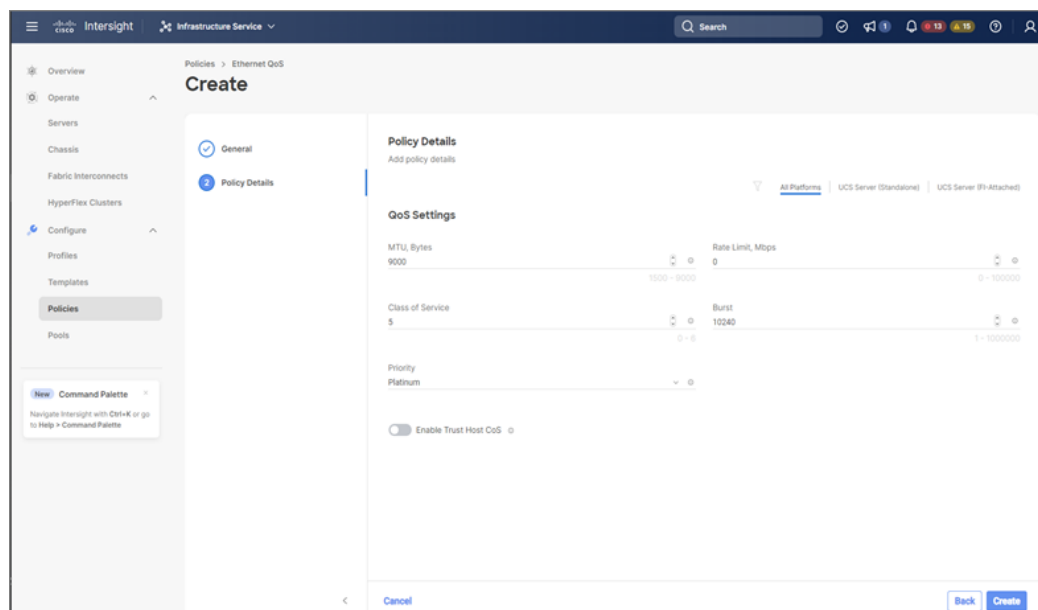 cisco Intersight Infrastructure Service Search 1 13 15
Overview
Operate
Servers
Chassis
Fabric Interconnects
HyperFlex Clusters
Configure
Profiles
Templates
Policies
Pools
New Command Palette
Navigate Intersight with Ctrl+K or go
to Help > Command Palette
Policies > Ethernet QoS
Create
General
2 Policy Details
Policy Details
Add policy details
All Platforms UCS Server (Standalone) UCS Server (FI-Attached)
QoS Settings
MTU, Bytes Rate Limit, Mbps
9000 0
1500 - 9000 0 - 100000
Class of Service Burst
5 10240
0 - 6 1 - 1000000
Priority
Platinum
Enable Trust Host CoS
Cancel Back Create